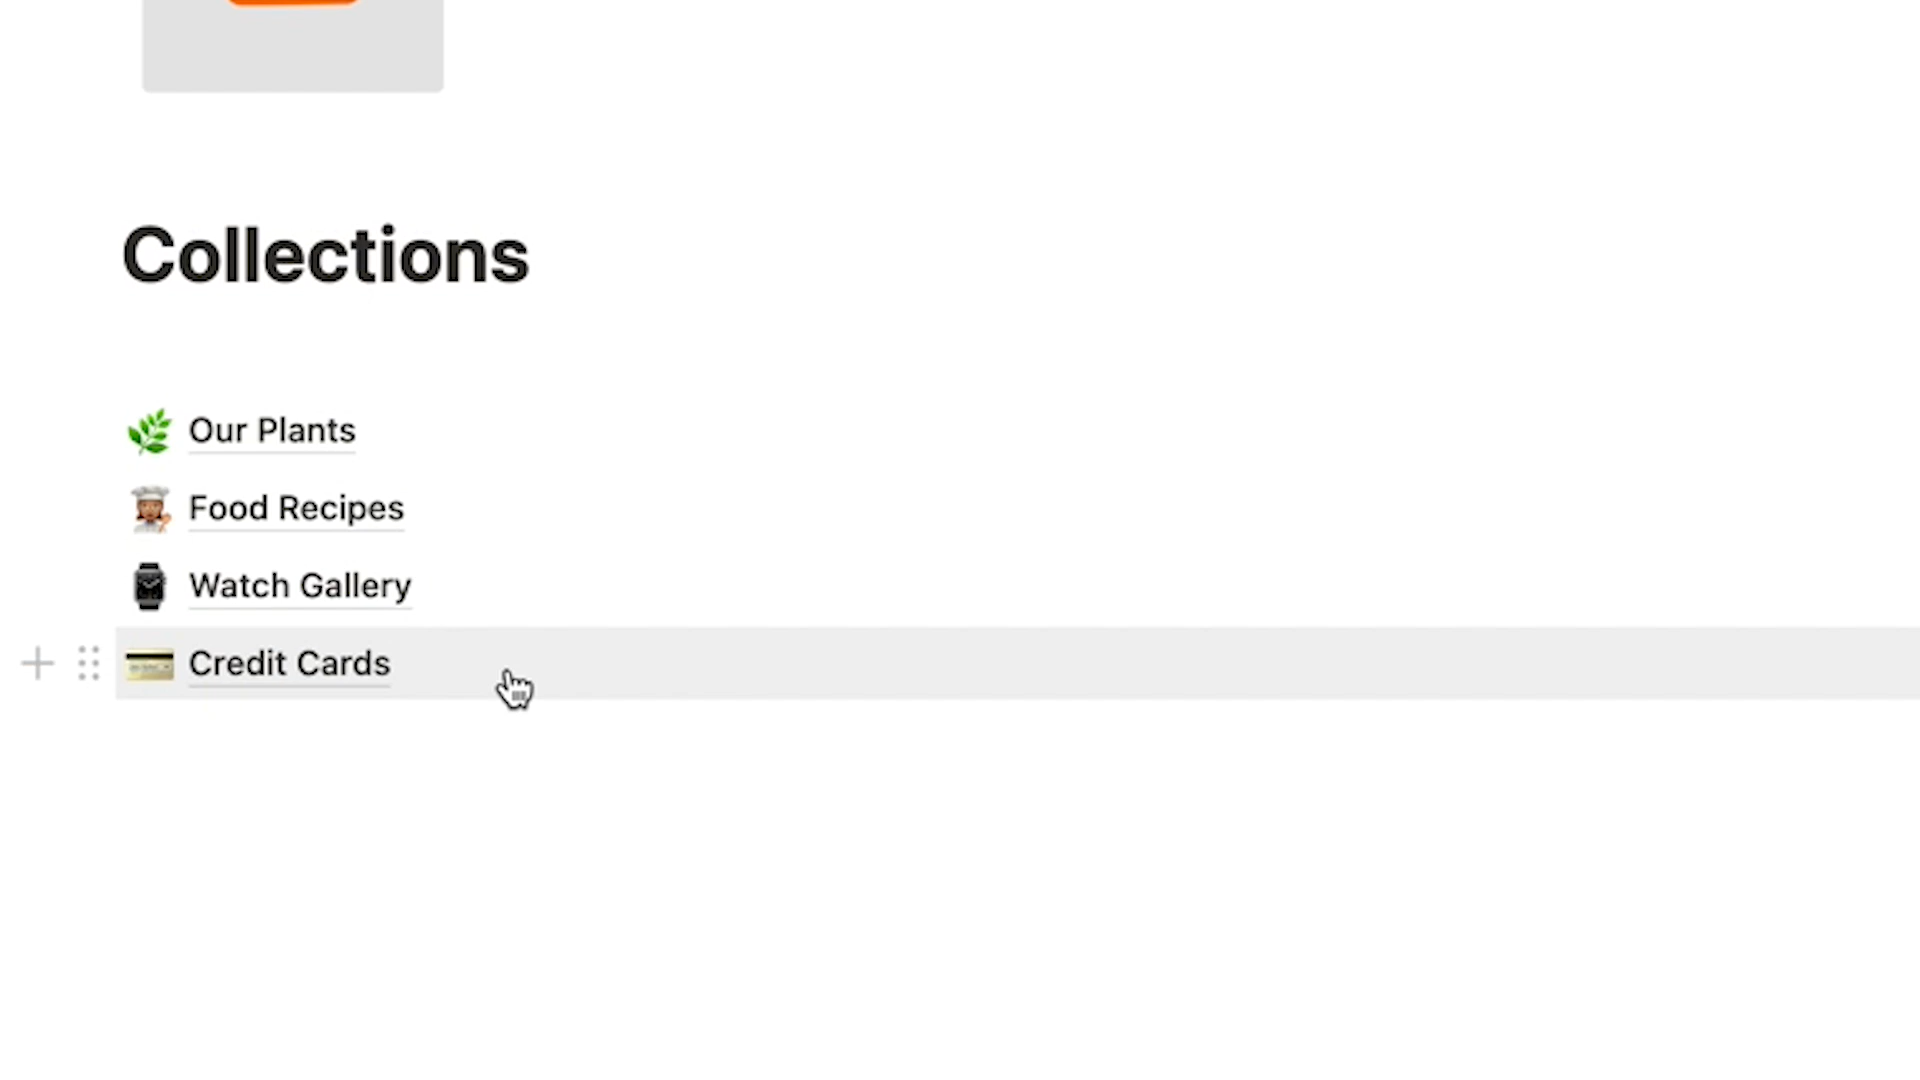 Collections
Our Plants
Food Recipes
Watch Gallery
Credit Cards